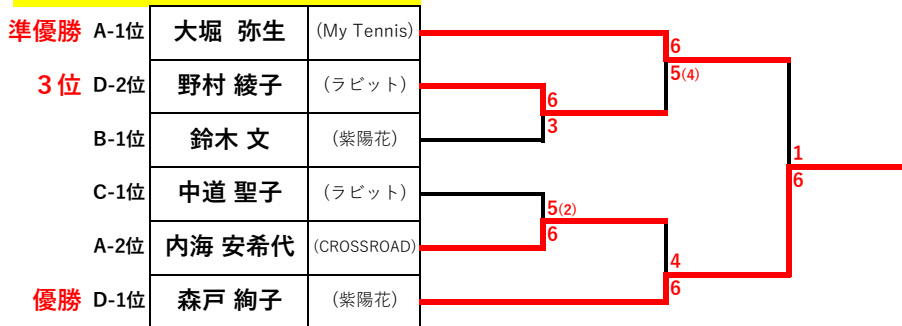 準優勝 A-1位 大堀 弥生 (My Tennis)
6
5(4)
3位 D-2位 野村 綾子 (ラビット)
6
3
B-1位 鈴木 文 (紫陽花)
1
6
C-1位 中道 聖子 (ラビット)
5(2)
6
A-2位 内海 安希代 (CROSSROAD)
4
6
優勝 D-1位 森戸 絢子 (紫陽花)